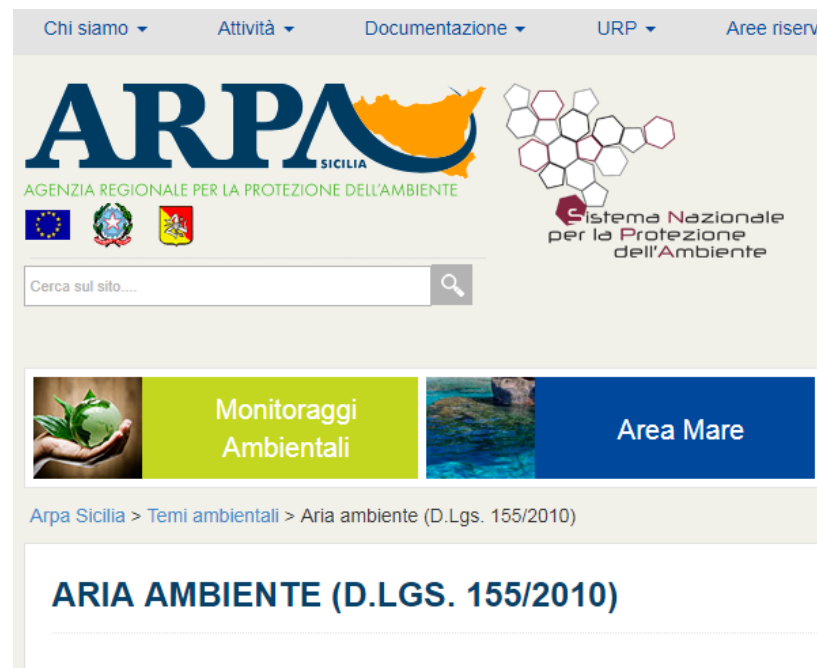 Chi siamo
Attività
Documentazione
URP
Aree riserv
ARPA
SICILIA
AGENZIA REGIONALE PER LA PROTEZIONE DELL'AMBIENTE
Sistema Nazionale
per la Protezione
dell'Ambiente
Cerca sul sito....
Monitoraggi
Ambientali
Area Mare
Arpa Sicilia > Temi ambientali > Aria ambiente (D.Lgs. 155/2010)
ARIA AMBIENTE (D.LGS. 155/2010)